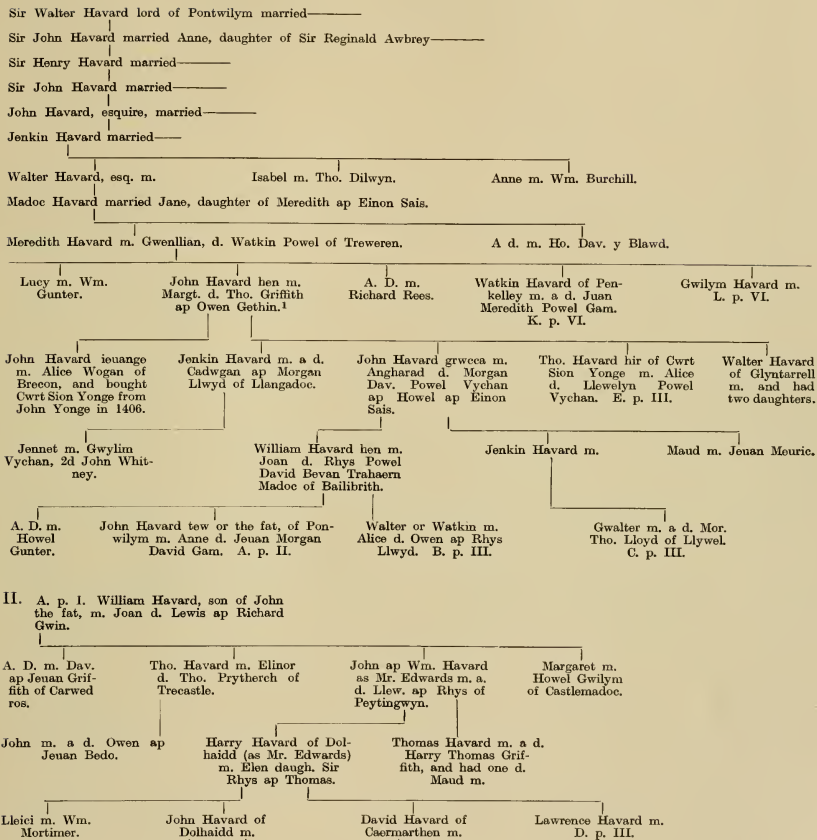 Sir Walter Havard lord of Pontwilym married———
Sir John Havard married Anne, daughter of Sir Reginald Awbrey———
Sir Henry Havard married———
Sir John Havard married———
John Havard, esquire, married———
Jenkin Havard married——
Walter Havard, esq. m.
Isabel m. Tho. Dilwyn.
Anne m. Wm. Burchill.
Madoc Havard married Jane, daughter of Meredith ap Einon Sais.
Meredith Havard m. Gwenllian, d. Watkin Powel of Treweren.
A d. m. Ho. Dav. y Blawd.
Lucy m. Wm.
Gunter.
John Havard hen m.
Margt. d. Tho. Griffith
ap Owen Gethin.¹
A. D. m.
Richard Rees.
Watkin Havard of Pen-
kelley m. a d. Juan
Meredith Powel Gam.
K. p. VI.
Gwilym Havard m.
L. p. VI.
John Havard ieuange
m. Alice Wogan of
Brecon, and bought
Cwrt Sion Yonge from
John Yonge in 1406.
Jenkin Havard m. a d.
Cadwgan ap Morgan
Llwyd of Llangadoc.
John Havard grwcca m.
Angharad d. Morgan
Dav. Powel Vychan
ap Howel ap Einon
Sais.
Tho. Havard hir of Cwrt
Sion Yonge m. Alice
d. Llewelyn Powel
Vychan. E. p. III.
Walter Havard
of Glyntarrell
m. and had
two daughters.
Jennet m. Gwylim
Vychan, 2d John Whit-
ney.
William Havard hen m.
Joan d. Rhys Powel
David Bevan Trahaern
Madoc of Bailibrith.
Jenkin Havard m.
Maud m. Jeuan Meuric.
A. D. m.
Howel
Gunter.
John Havard tew or the fat, of Pon-
wilym m. Anne d. Jeuan Morgan
David Gam. A. p. II.
Walter or Watkin m.
Alice d. Owen ap Rhys
Llwyd. B. p. III.
Gwalter m. a d. Mor.
Tho. Lloyd of Llywel.
C. p. III.
II. A. p. I. William Havard, son of John
the fat, m. Joan d. Lewis ap Richard
Gwin.
A. D. m. Dav.
ap Jeuan Grif-
fith of Carwed
ros.
Tho. Havard m. Elinor
d. Tho. Prytherch of
Trecastle.
John ap Wm. Havard
as Mr. Edwards m. a.
d. Llew. ap Rhys of
Peytingwyn.
Margaret m.
Howel Gwilym
of Castlemadoc.
John m. a d. Owen ap
Jeuan Bedo.
Harry Havard of Dol-
haidd (as Mr. Edwards)
m. Elen daugh. Sir
Rhys ap Thomas.
Thomas Havard m. a d.
Harry Thomas Grif-
fith, and had one d.
Maud m.
Lleici m. Wm.
Mortimer.
John Havard of
Dolhaidd m.
David Havard of
Caermarthen m.
Lawrence Havard m.
D. p. III.